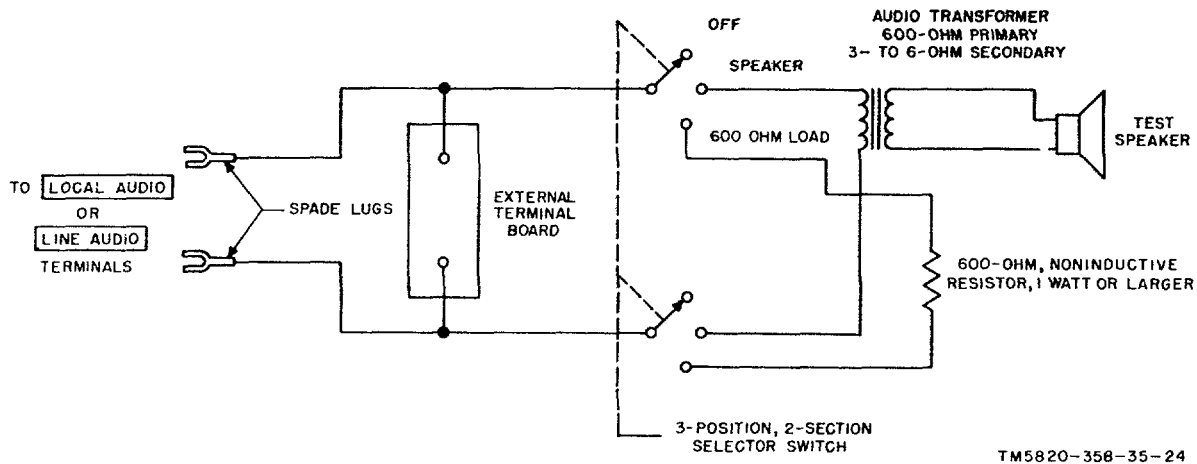 OFF
AUDIO TRANSFORMER
600-OHM PRIMARY
3- TO 6-OHM SECONDARY
SPEAKER
TEST
SPEAKER
600 OHM LOAD
TO LOCAL AUDIO
OR
LINE AUDIO
TERMINALS
SPADE LUGS
EXTERNAL
TERMINAL
BOARD
600-OHM, NONINDUCTIVE
RESISTOR, 1 WATT OR LARGER
3-POSITION, 2-SECTION
SELECTOR SWITCH
TM5820-358-35-24